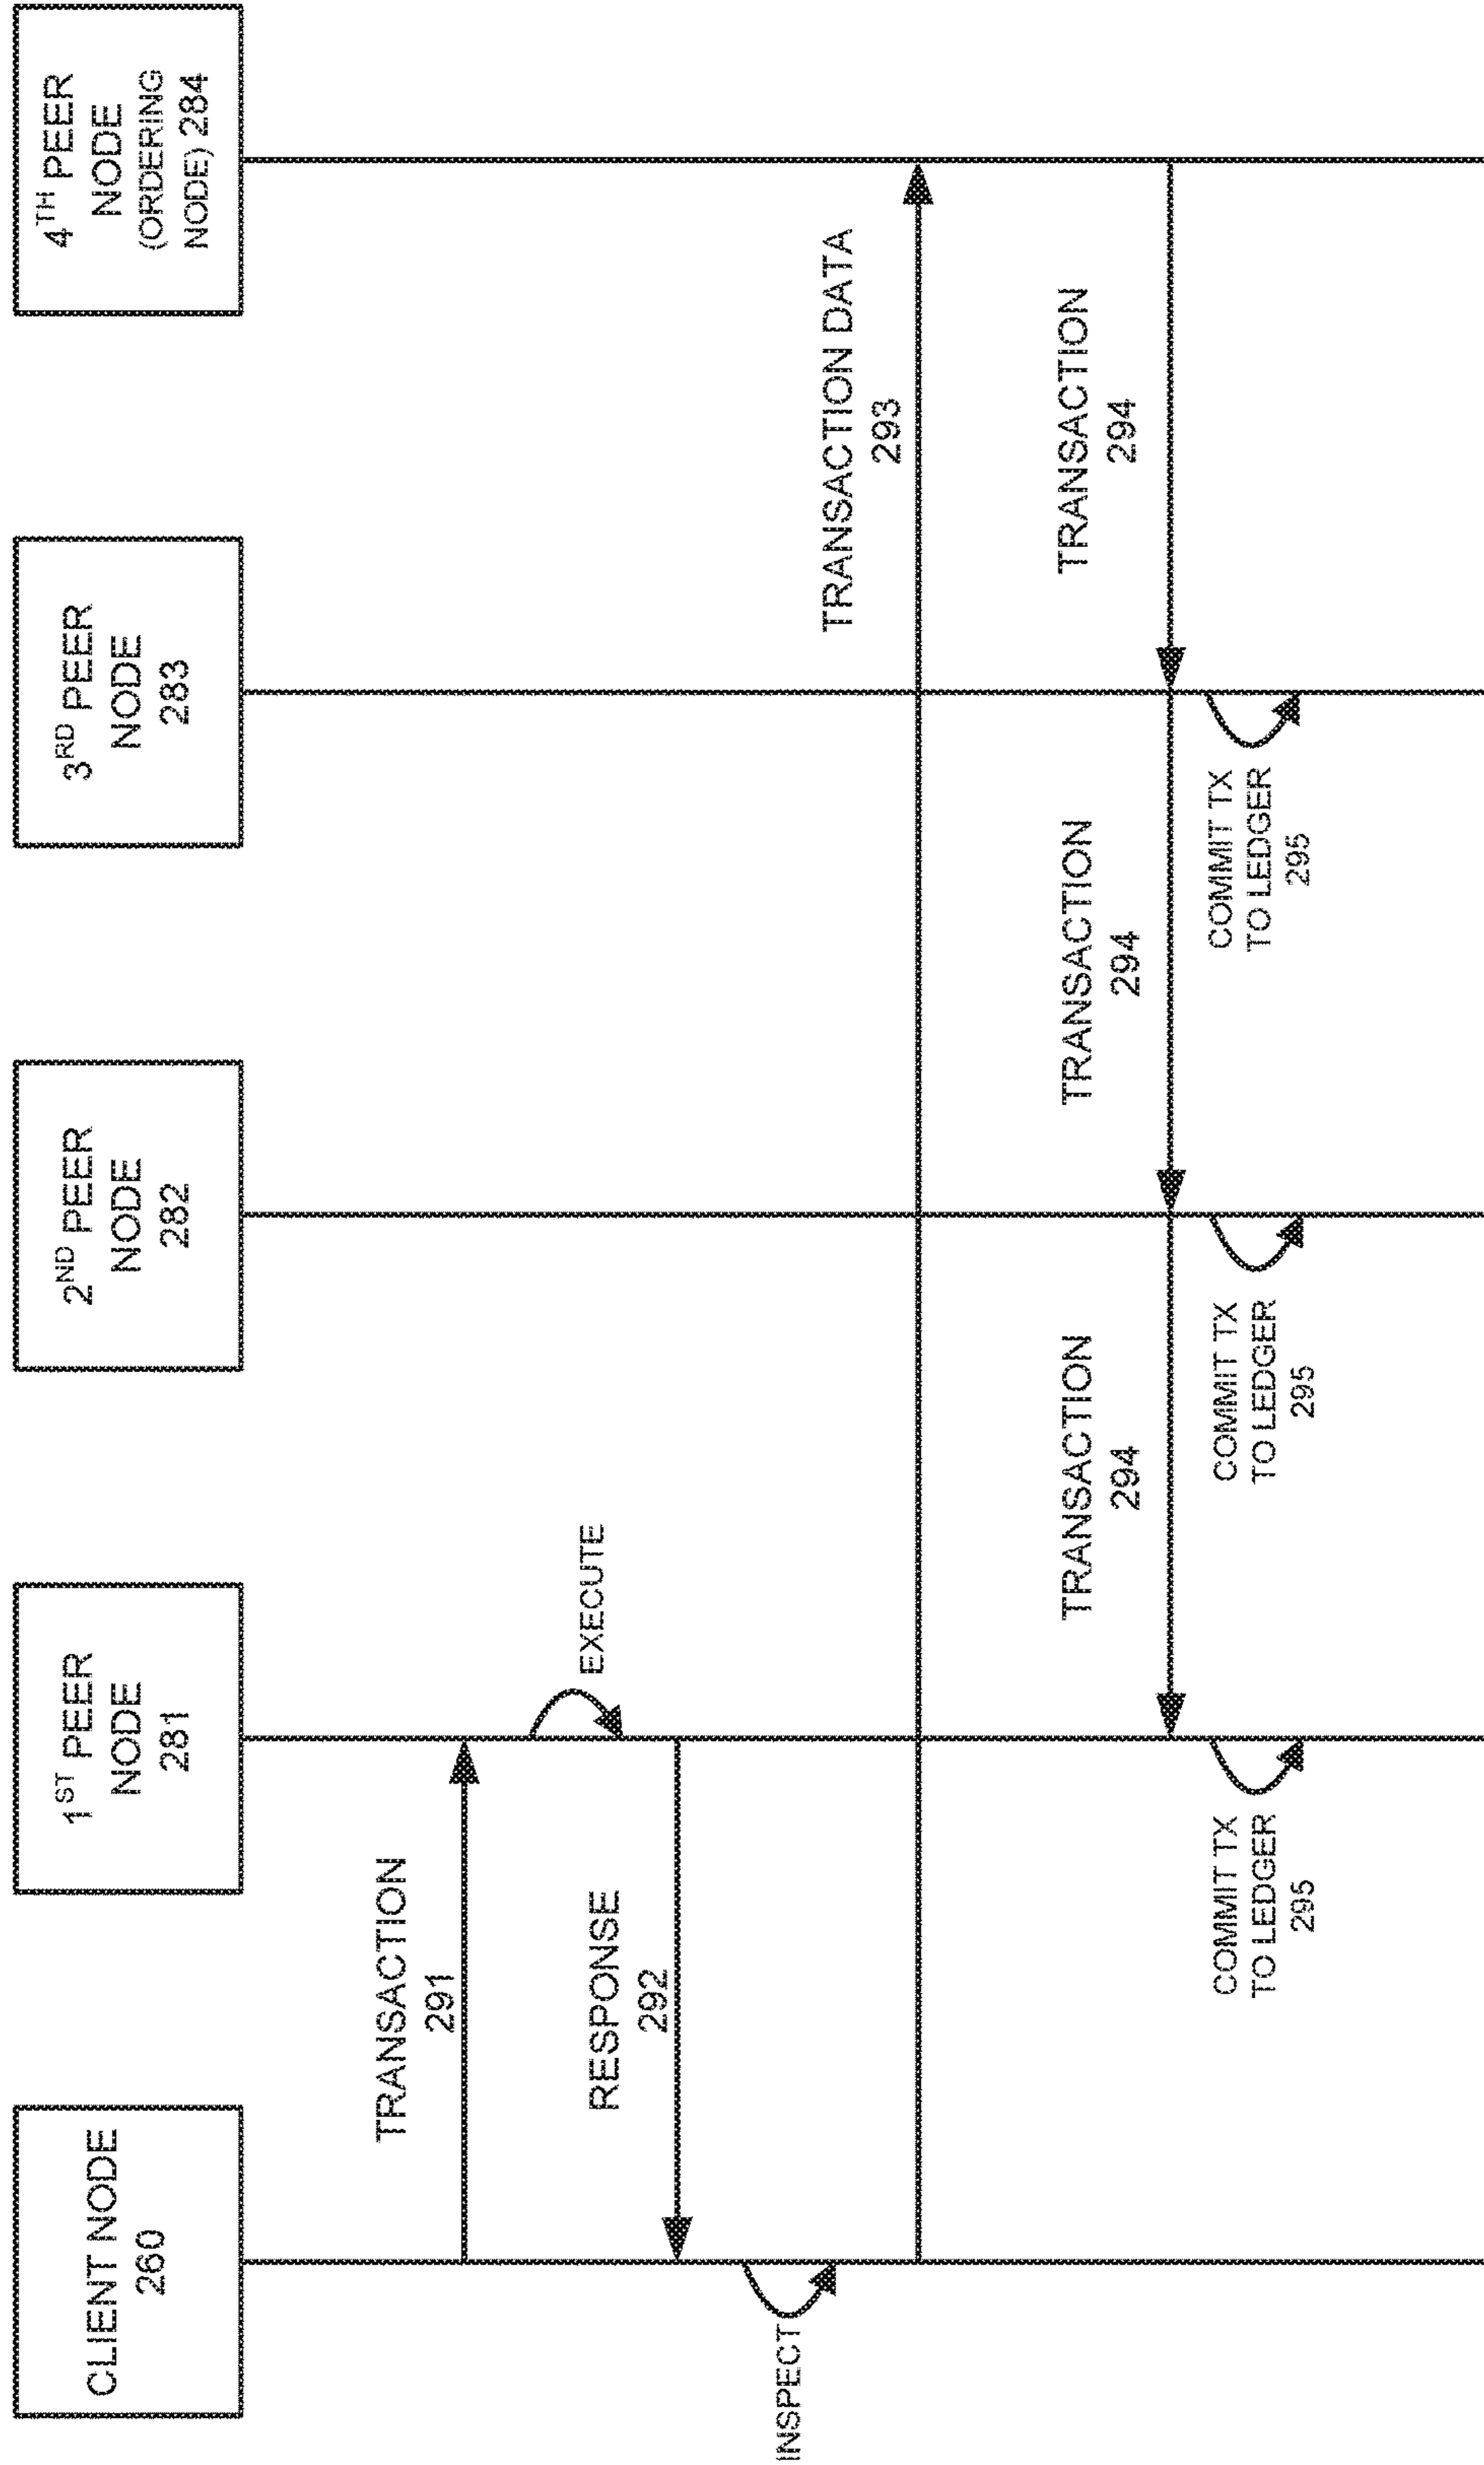 CLIENT NODE
260
1ST PEER
NODE
281
2ND PEER
NODE
282
3RD PEER
NODE
283
4TH PEER
NODE
(ORDERING
NODE) 284
TRANSACTION
291
EXECUTE
RESPONSE
292
INSPECT
TRANSACTION DATA
293
TRANSACTION
294
TRANSACTION
294
TRANSACTION
294
COMMIT TX
TO LEDGER
295
COMMIT TX
TO LEDGER
295
COMMIT TX
TO LEDGER
295